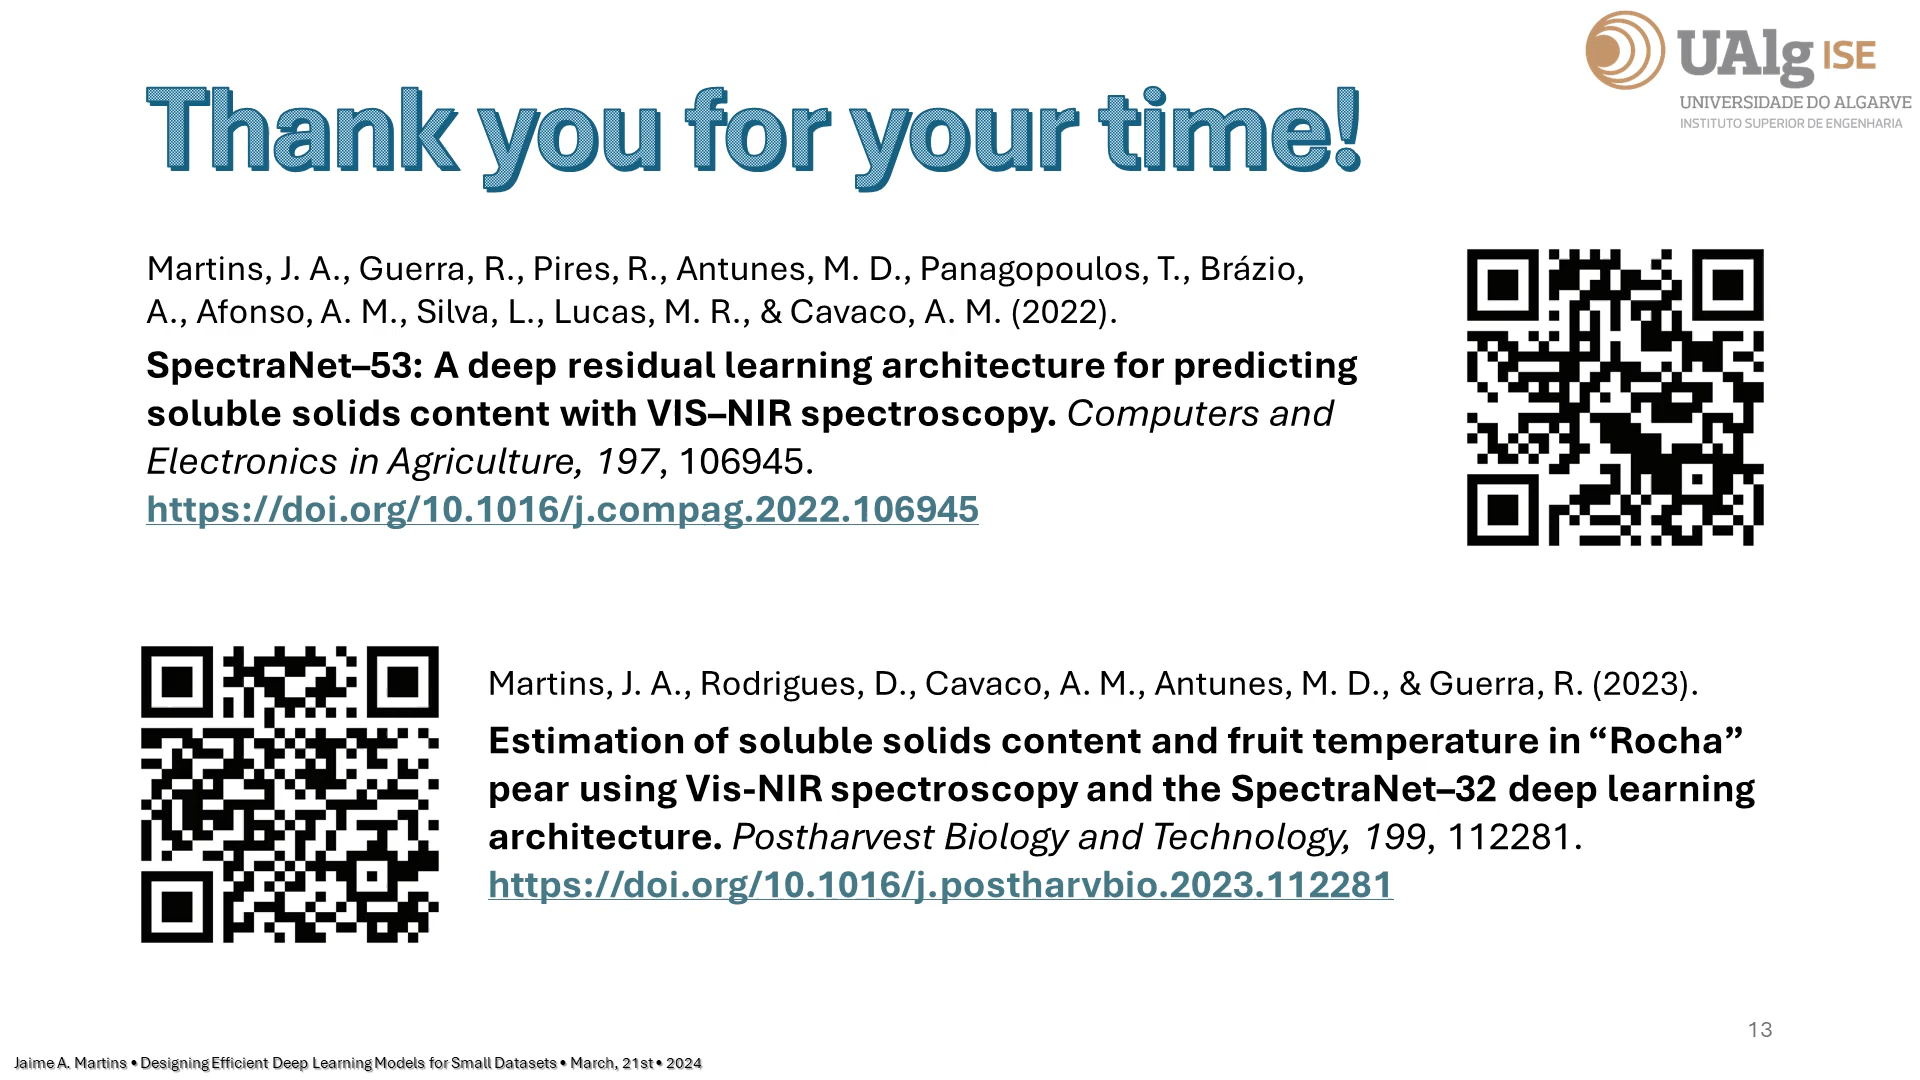 UAlg ISE
UNIVERSIDADE DO ALGARVE
INSTITUTO SUPERIOR DE ENGENHARIA
Thank you for your time!
Martins, J. A., Guerra, R., Pires, R., Antunes, M. D., Panagopoulos, T., Brázio,
A., Afonso, A. M., Silva, L., Lucas, M. R., & Cavaco, A. M. (2022).
SpectraNet–53: A deep residual learning architecture for predicting
soluble solids content with VIS–NIR spectroscopy. Computers and
Electronics in Agriculture, 197, 106945.
https://doi.org/10.1016/j.compag.2022.106945
Martins, J. A., Rodrigues, D., Cavaco, A. M., Antunes, M. D., & Guerra, R. (2023).
Estimation of soluble solids content and fruit temperature in “Rocha”
pear using Vis-NIR spectroscopy and the SpectraNet–32 deep learning
architecture. Postharvest Biology and Technology, 199, 112281.
https://doi.org/10.1016/j.postharvbio.2023.112281
13
Jaime A. Martins • Designing Efficient Deep Learning Models for Small Datasets • March, 21st • 2024